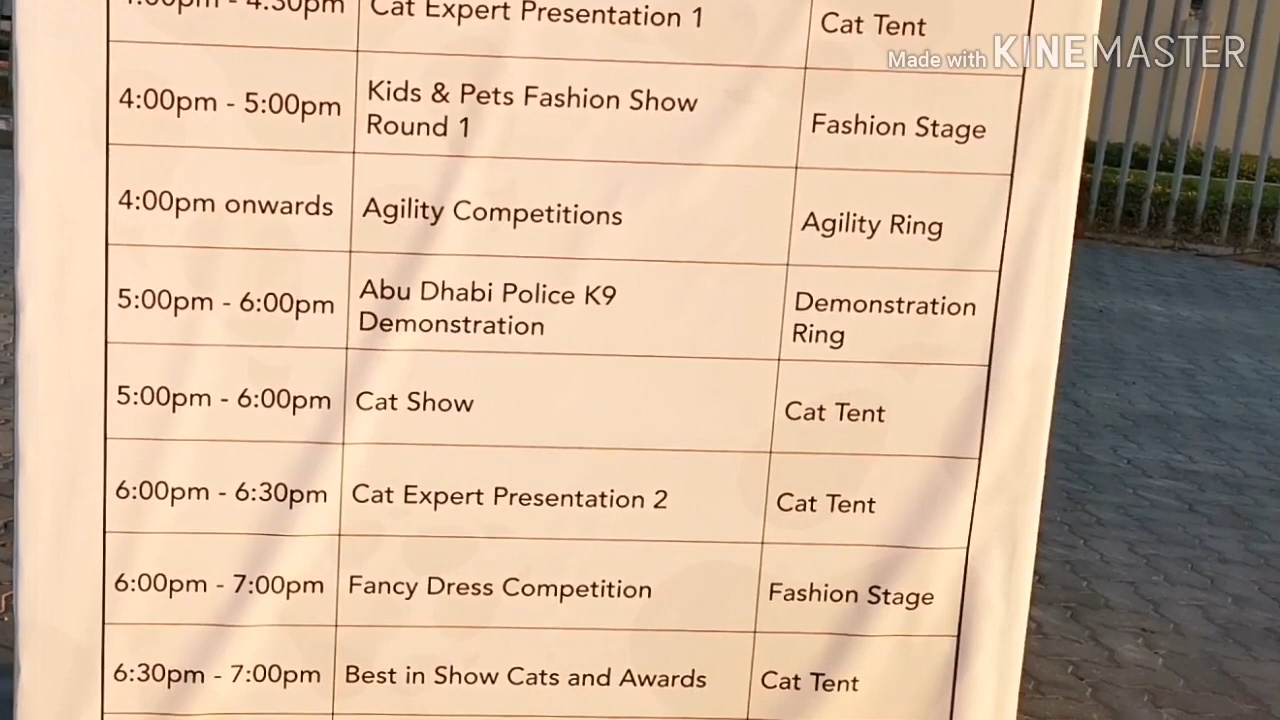 4:00pm - 4:30pm Cat Expert Presentation 1 Cat Tent
Made with KINEMASTER
4:00pm - 5:00pm Kids & Pets Fashion Show
Round 1 Fashion Stage
4:00pm onwards Agility Competitions Agility Ring
5:00pm - 6:00pm Abu Dhabi Police K9
Demonstration
Demonstration
Ring
5:00pm - 6:00pm Cat Show Cat Tent
6:00pm - 6:30pm Cat Expert Presentation 2 Cat Tent
6:00pm - 7:00pm Fancy Dress Competition Fashion Stage
6:30pm - 7:00pm Best in Show Cats and Awards Cat Tent